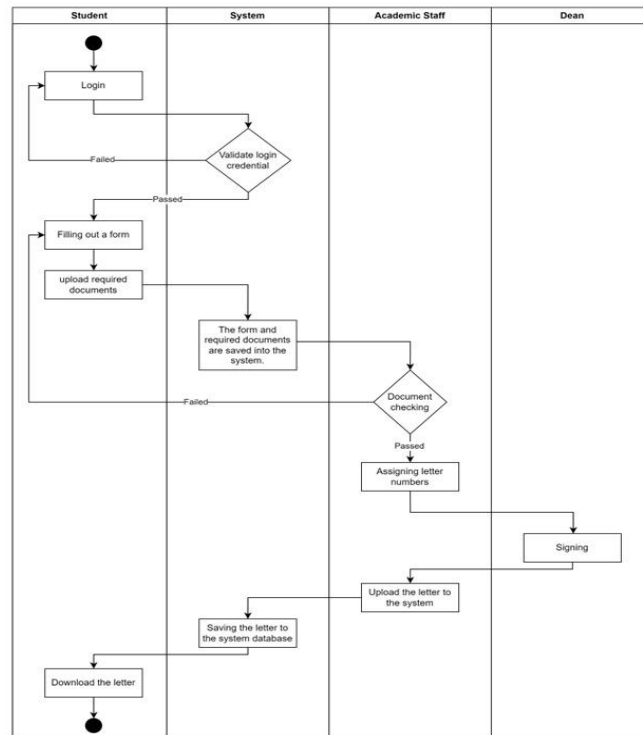 Student
System
Academic Staff
Dean
Login
Validate login
credential
Failed
Passed
Filling out a form
upload required
documents
The form and
required documents
are saved into the
system.
Document
checking
Failed
Passed
Assigning letter
numbers
Signing
Upload the letter to
the system
Saving the letter to
the system database
Download the letter